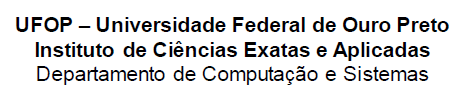 UFOP – Universidade Federal de Ouro Preto
Instituto de Ciências Exatas e Aplicadas
Departamento de Computação e Sistemas